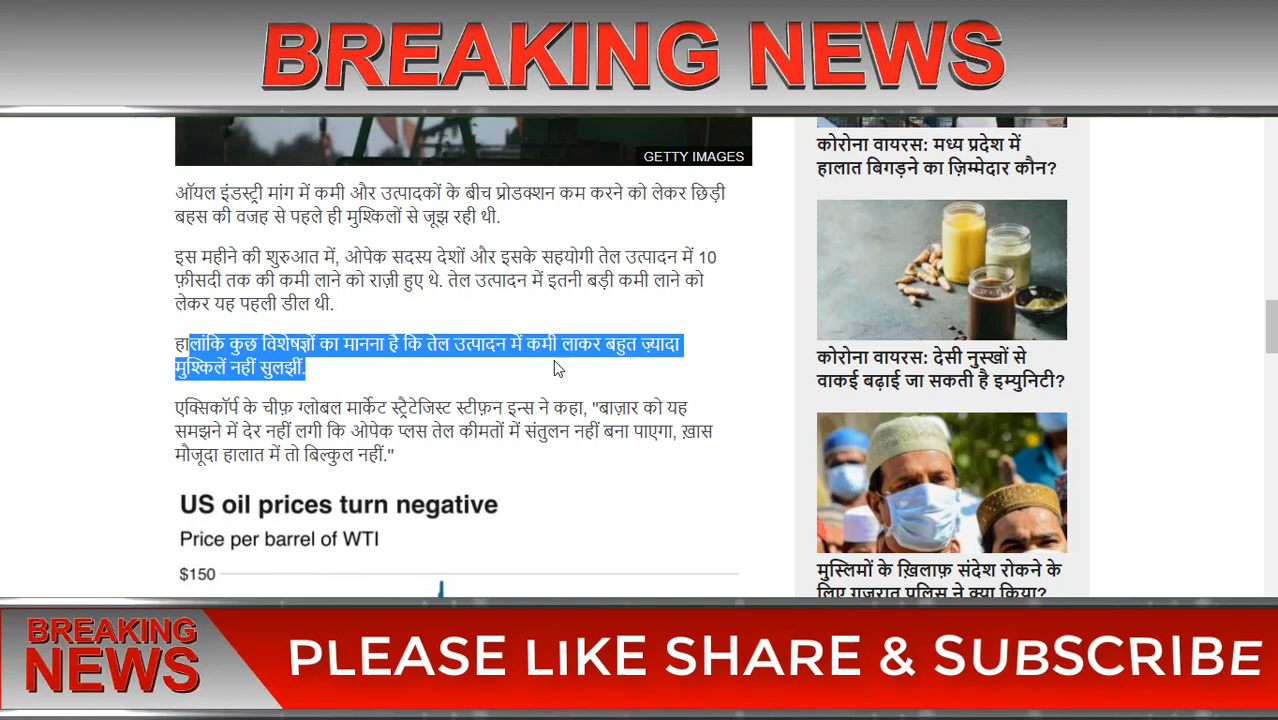 BREAKING NEWS
GETTY IMAGES
ऑयल इंडस्ट्री मांग में कमी और उत्पादकों के बीच प्रोडक्शन कम करने को लेकर छिड़ी
बहस की वजह से पहले ही मुश्किलों से जूझ रही थी.
इस महीने की शुरुआत में, ओपेक सदस्य देशों और इसके सहयोगी तेल उत्पादन में 10
फ़ीसदी तक की कमी लाने को राज़ी हुए थे. तेल उत्पादन में इतनी बड़ी कमी लाने को
लेकर यह पहली डील थी.
हालांकि कुछ विशेषज्ञों का मानना है कि तेल उत्पादन में कमी लाकर बहुत ज़्यादा
मुश्किलें नहीं सुलझीं.
एक्सिकॉर्प के चीफ़ ग्लोबल मार्केट स्ट्रैटेजिस्ट स्टीफ़न इन्स ने कहा, "बाज़ार को यह
समझने में देर नहीं लगी कि ओपेक प्लस तेल कीमतों में संतुलन नहीं बना पाएगा, ख़ास
मौजूदा हालात में तो बिल्कुल नहीं."
US oil prices turn negative
Price per barrel of WTI
$150
कोरोना वायरस: मध्य प्रदेश में
हालात बिगड़ने का ज़िम्मेदार कौन?
कोरोना वायरस: देसी नुस्खों से
वाकई बढ़ाई जा सकती है इम्युनिटी?
मुस्लिमों के ख़िलाफ़ संदेश रोकने के
लिए गुजरात पुलिस ने क्या किया?
BREAKING
NEWS
PLEASE LIKE SHARE & SUBSCRIBE